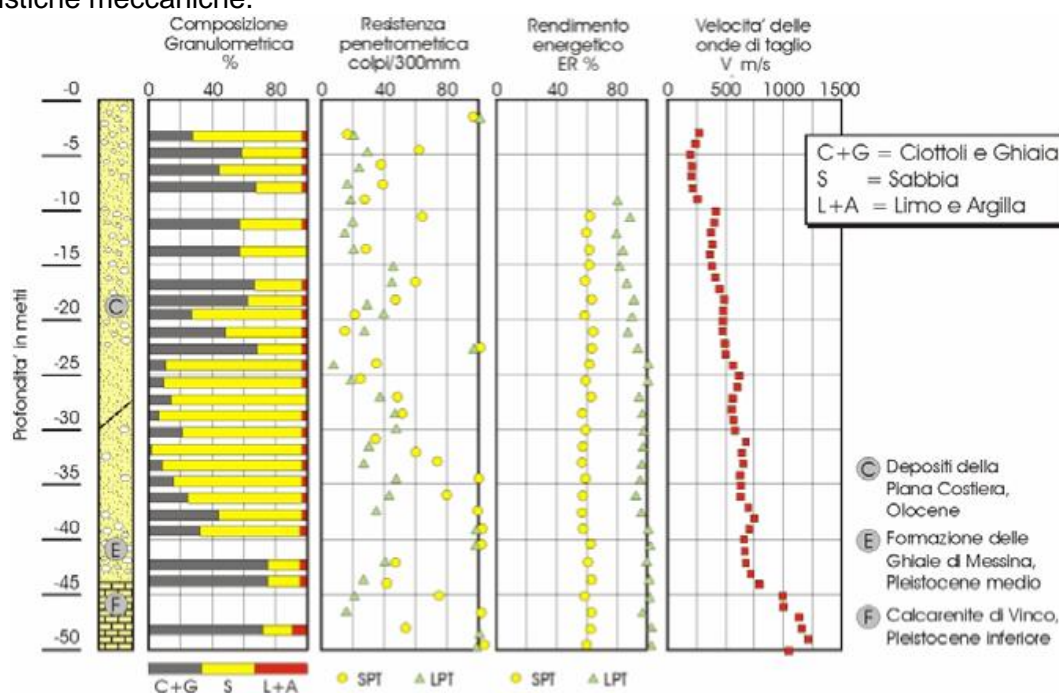 istiche meccaniche.
Composizione
Granulometrica
%
Resistenza
penetrometrica
colpi/300mm
Rendimento
energetico
ER %
Velocita' delle
onde di taglio
V m/s
0 40 80
0 40 80
0 40 80
0 500 1000 1500
-0
-5
-10
-15
-20
-25
-30
-35
-40
-45
-50
Profondita' in metri
C
E
F
C+G = Ciottoli e Ghiaia
S = Sabbia
L+A = Limo e Argilla
C Depositi della
Piana Costiera,
Olocene
E Formazione delle
Ghiaie di Messina,
Pleistocene medio
F Calcarenite di Vinco,
Pleistocene inferiore
C+G S L+A
SPT LPT
SPT LPT